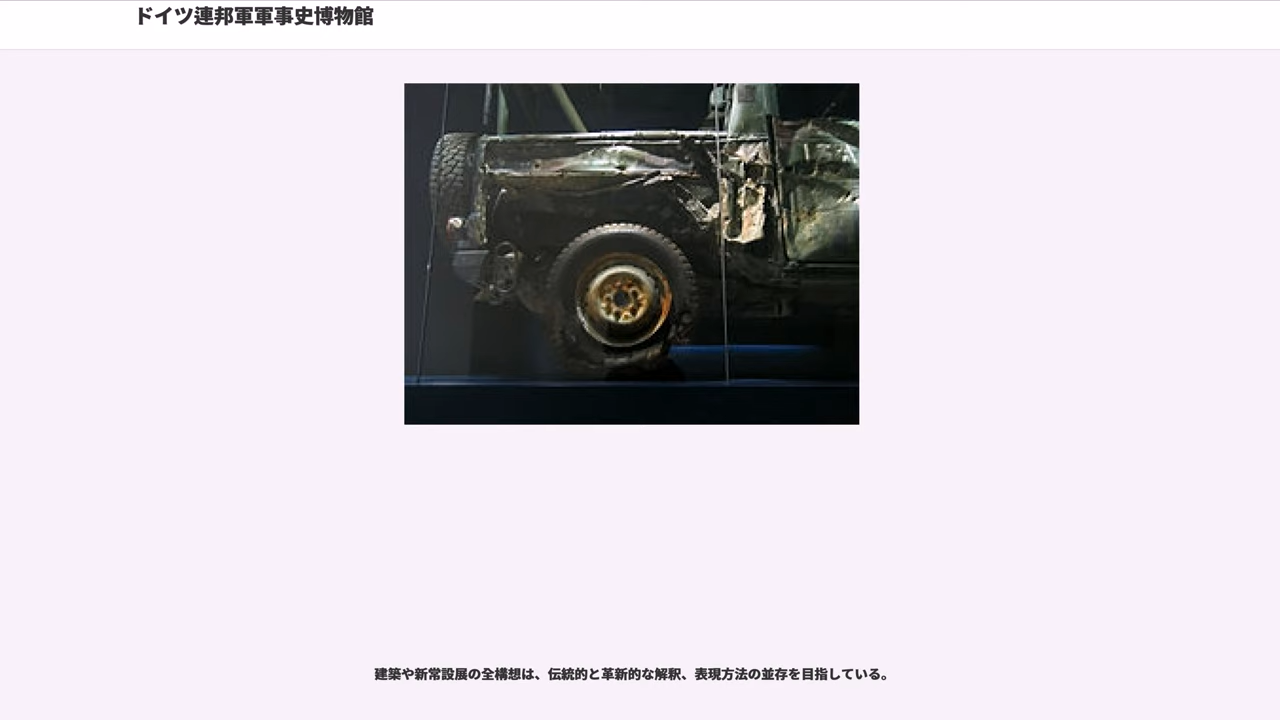 ドイツ連邦軍軍事史博物館
建築や新常設展の全構想は、伝統的と革新的な解釈、表現方法の並存を目指している。